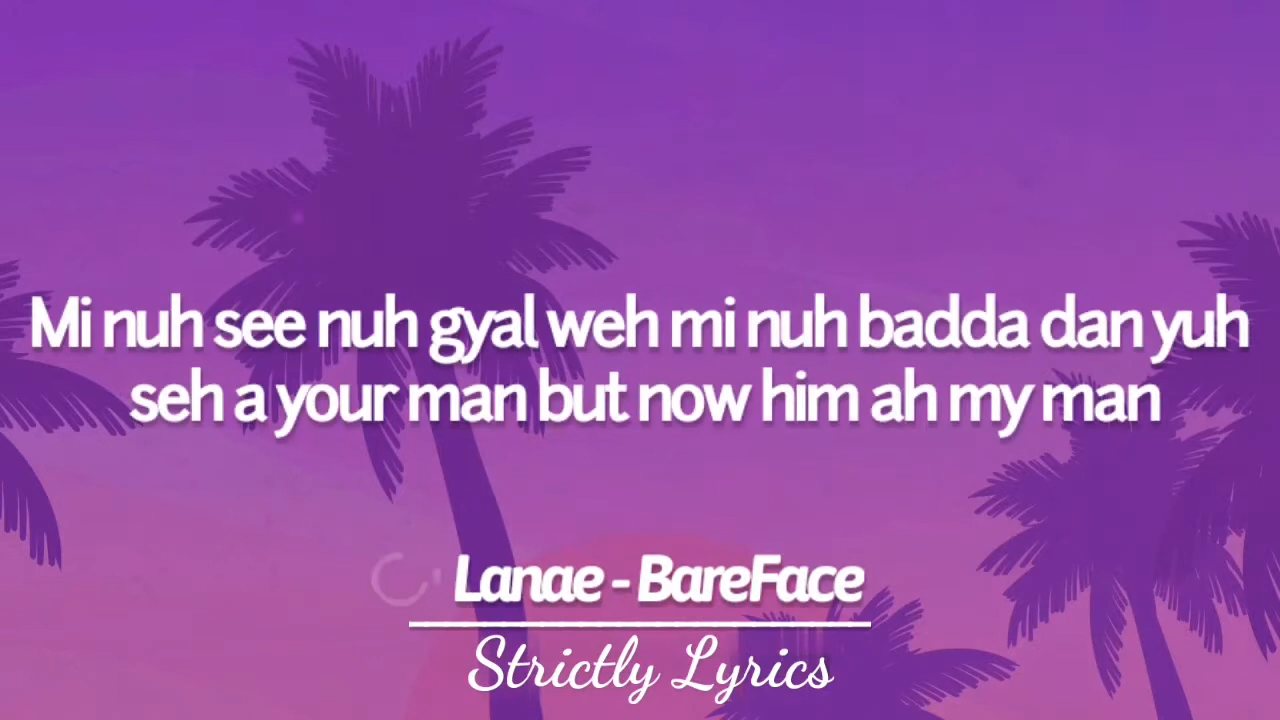 Mi nuh see nuh gyal weh mi nuh badda dan yuh
seh a your man but now him ah my man
Lanae - BareFace
Strictly Lyrics